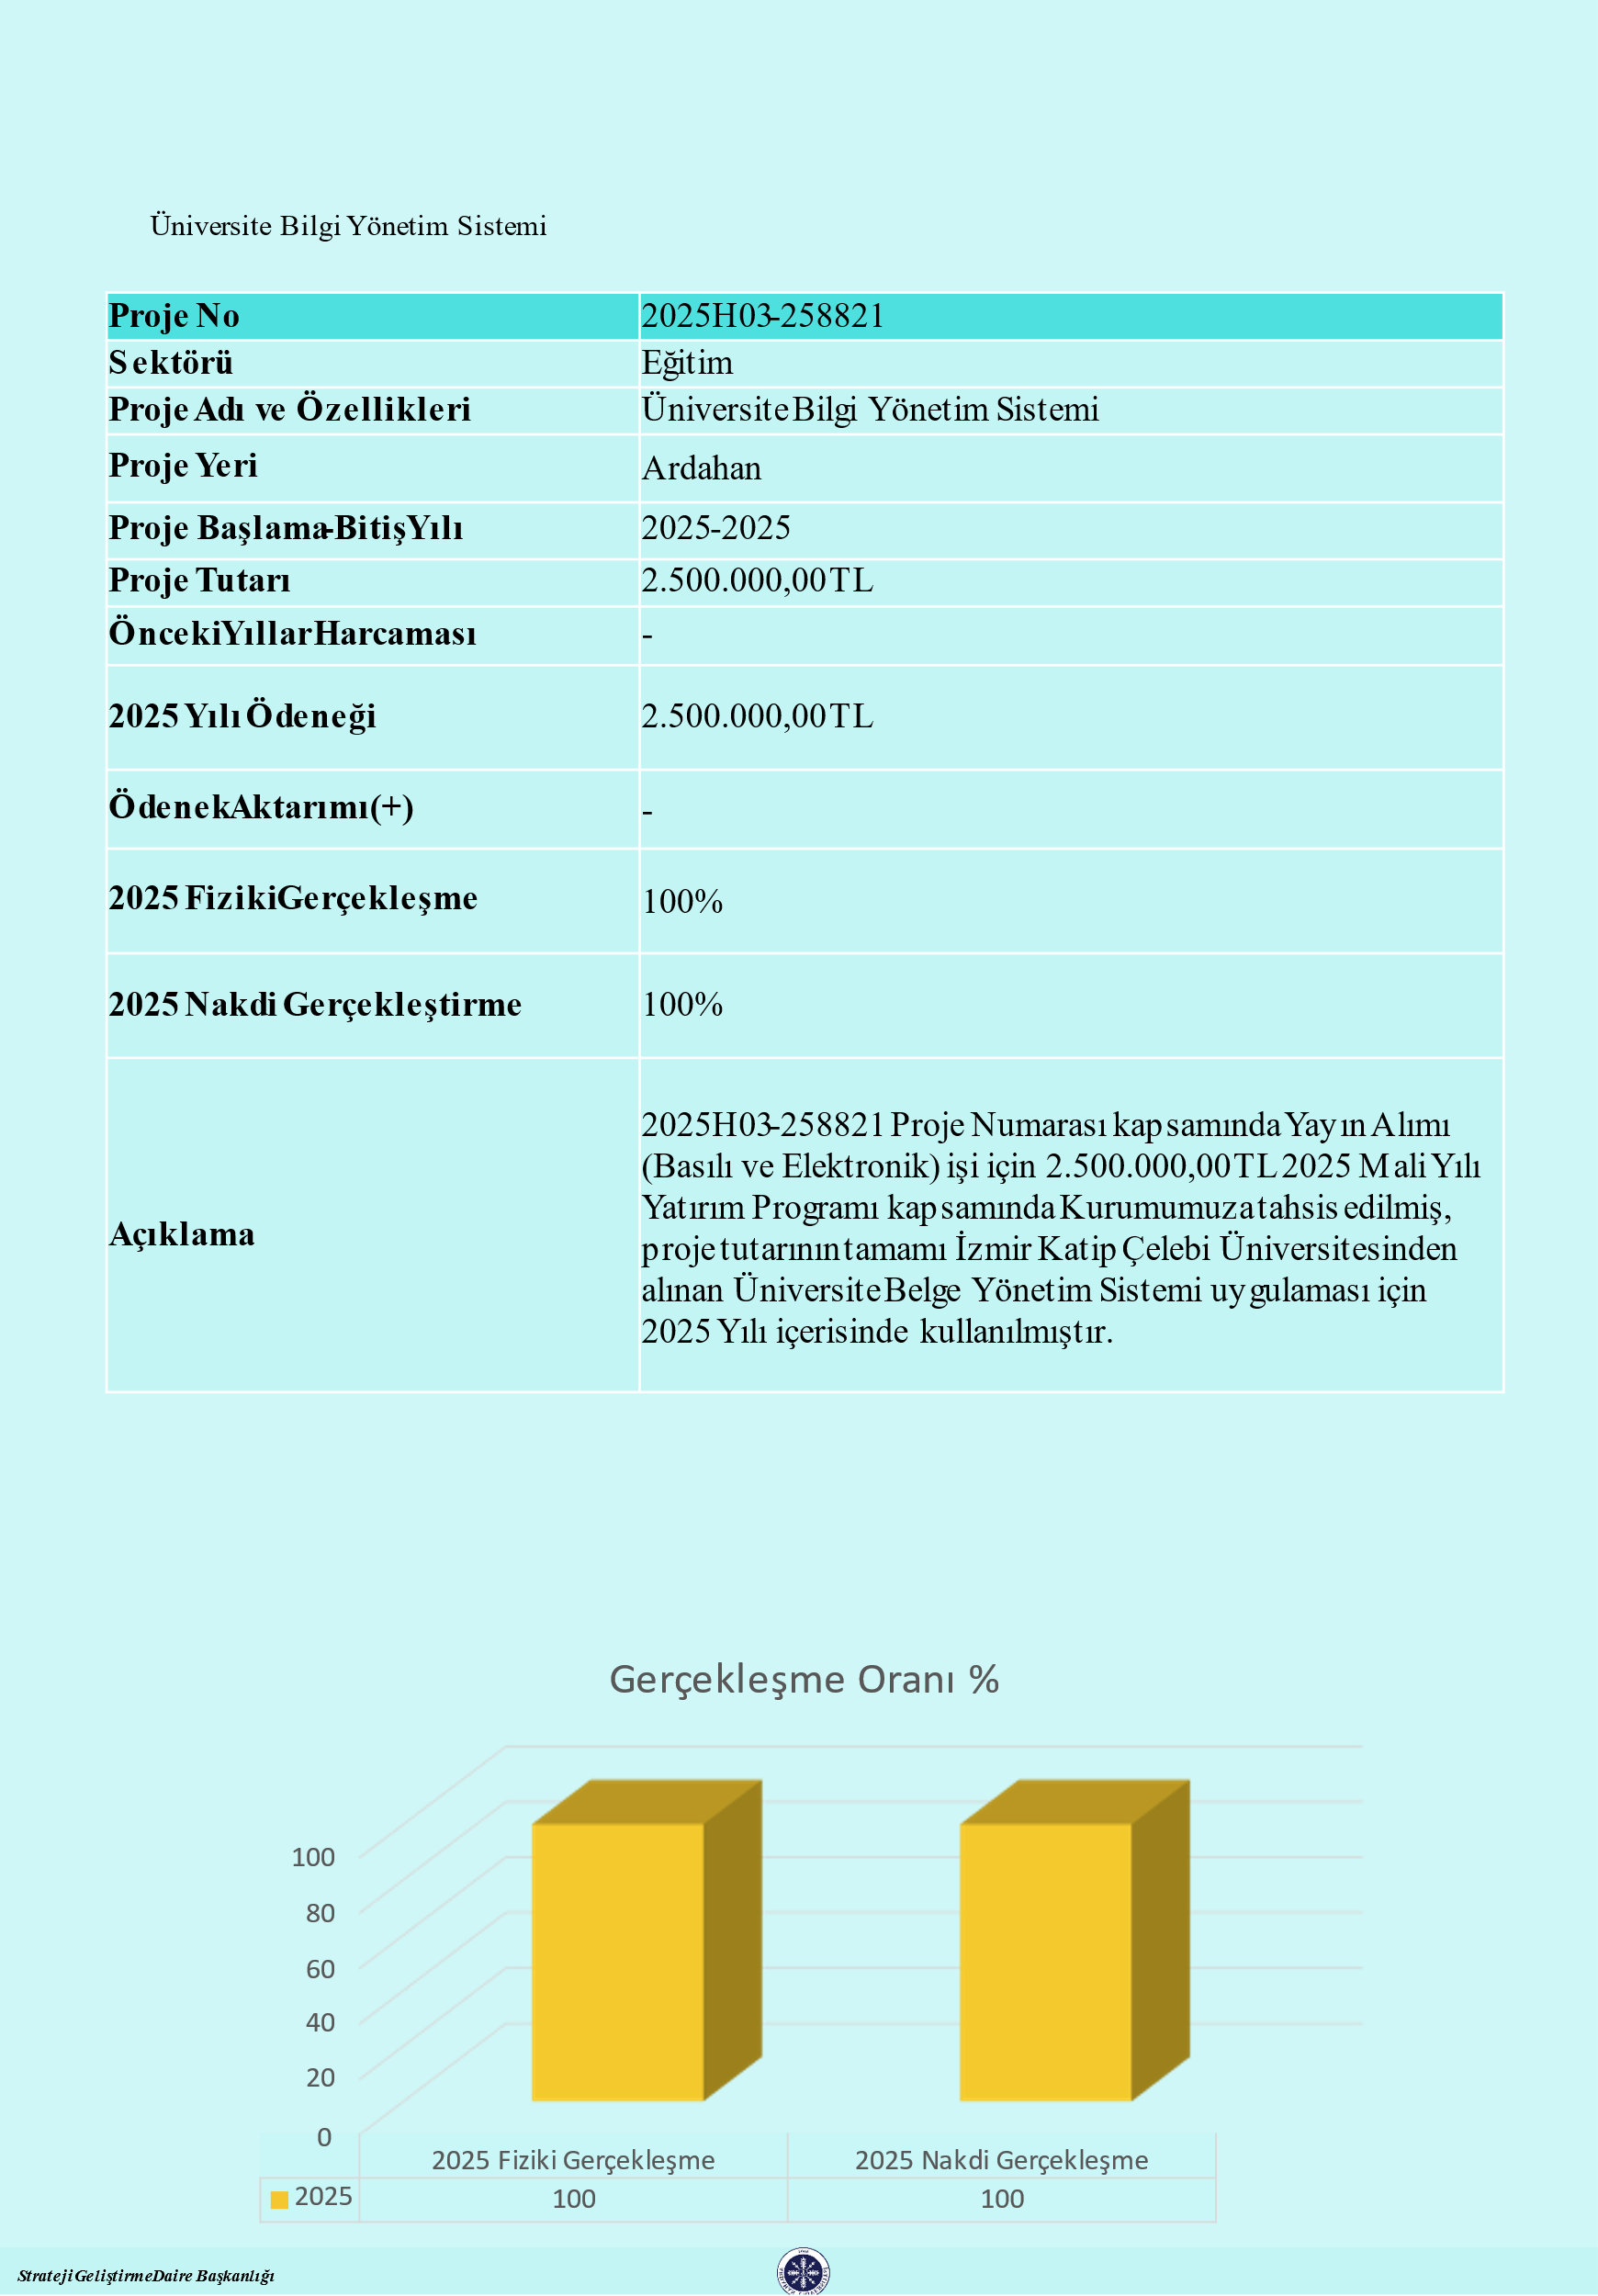 Üniversite Bilgi Yönetim Sistemi
Proje No 2025H03-258821
Sektörü Eğitim
Proje Adı ve Özellikleri Üniversite Bilgi Yönetim Sistemi
Proje Yeri Ardahan
Proje Başlama-Bitiş Yılı 2025-2025
Proje Tutarı 2.500.000,00 TL
Önceki Yıllar Harcaması -
2025 Yılı Ödeneği 2.500.000,00 TL
Ödenek Aktarımı (+) -
2025 Fiziki Gerçekleşme 100%
2025 Nakdi Gerçekleştirme 100%
Açıklama
2025H03-258821 Proje Numarası kapsamında Yayın Alımı
(Basılı ve Elektronik) işi için 2.500.000,00 TL 2025 Mali Yılı
Yatırım Programı kapsamında Kurumumuza tahsis edilmiş,
proje tutarının tamamı İzmir Katip Çelebi Üniversitesinden
alınan Üniversite Belge Yönetim Sistemi uygulaması için
2025 Yılı içerisinde kullanılmıştır.
Gerçekleşme Oranı %
100
80
60
40
20
0
2025 Fiziki Gerçekleşme 2025 Nakdi Gerçekleşme
2025 100 100
Strateji Geliştirme Daire Başkanlığı